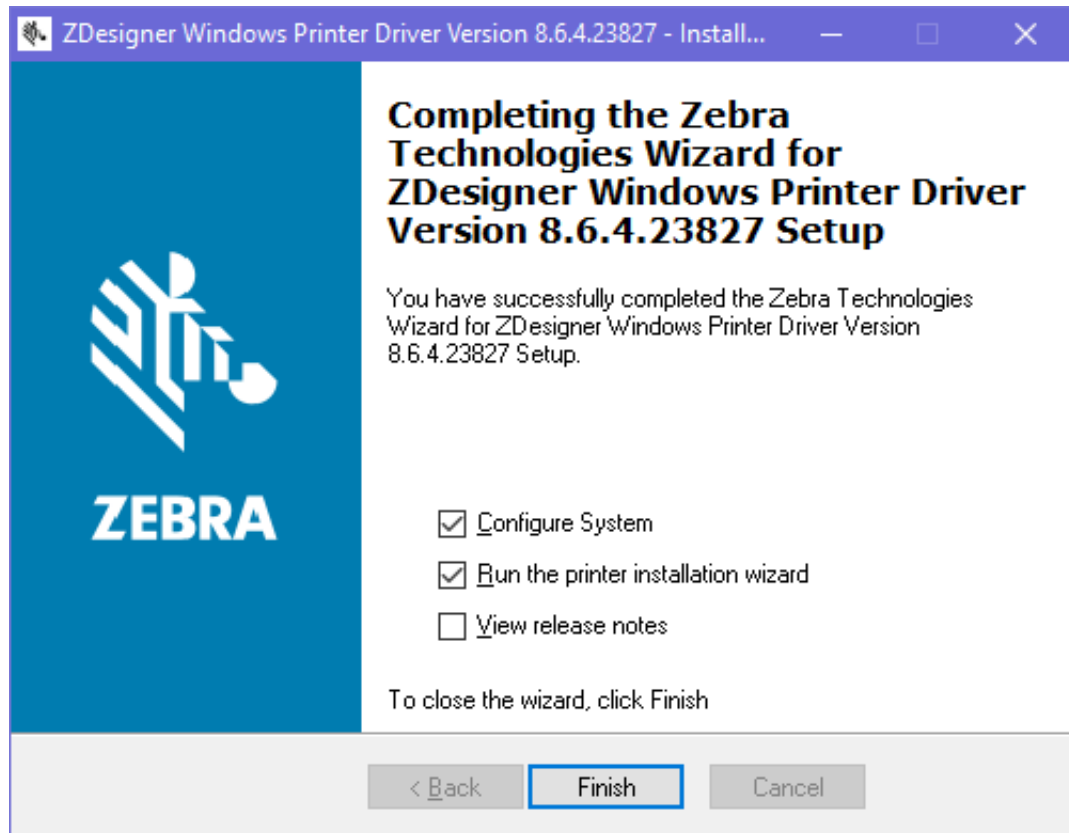 ZDesigner Windows Printer Driver Version 8.6.4.23827 - Install...
Completing the Zebra
Technologies Wizard for
ZDesigner Windows Printer Driver
Version 8.6.4.23827 Setup
You have successfully completed the Zebra Technologies
Wizard for ZDesigner Windows Printer Driver Version
8.6.4.23827 Setup.
ZEBRA
Configure System
Run the printer installation wizard
View release notes
To close the wizard, click Finish
< Back
Finish
Cancel